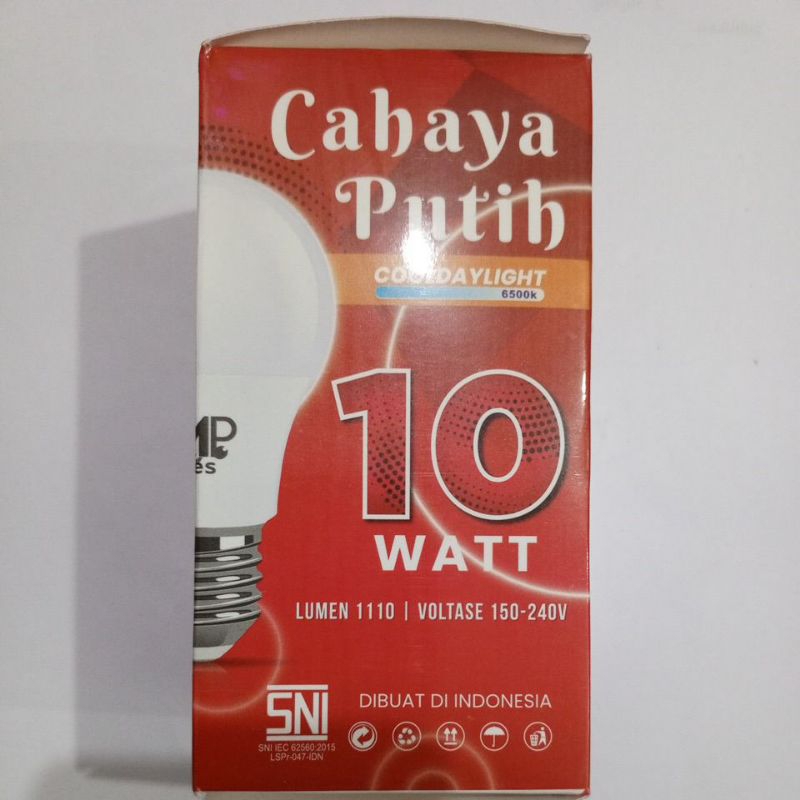 Cahaya
Putih
COOLDAYLIGHT
6500k
10
WATT
LUMEN 1110 | VOLTASE 150-240V
SNI
DIBUAT DI INDONESIA
SNI IEC 62560:2015
LSPr-047-IDN